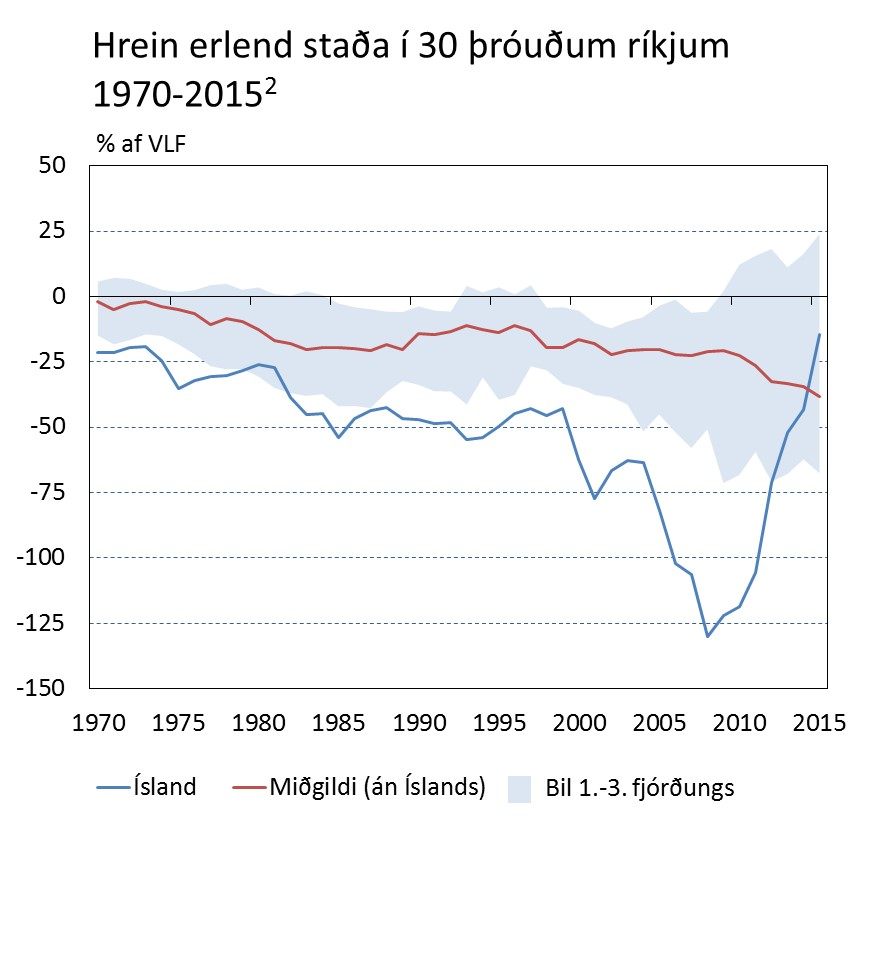 Hrein erlend staða í 30 þróuðum ríkjum
1970-2015²
% af VLF
50
25
0
-25
-50
-75
-100
-125
-150
1970 1975 1980 1985 1990 1995 2000 2005 2010 2015
Ísland Miðgildi (án Íslands) Bil 1.-3. fjórðungs